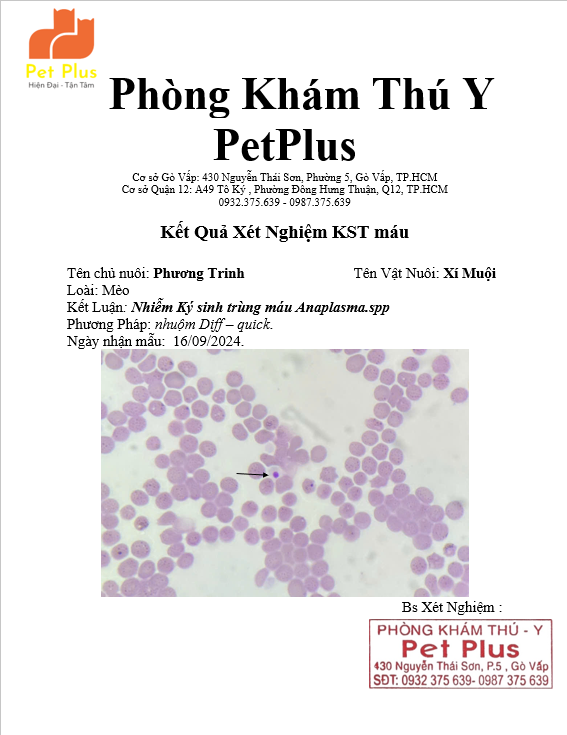 Pet Plus
Hiện Đại - Tận Tâm
Phòng Khám Thú Y
PetPlus
Cơ sở Gò Vấp: 430 Nguyễn Thái Sơn, Phường 5, Gò Vấp, TP.HCM
Cơ sở Quận 12: A49 Tô Ký , Phường Đông Hưng Thuận, Q12, TP.HCM
0932.375.639 - 0987.375.639
Kết Quả Xét Nghiệm KST máu
Tên chủ nuôi: Phương Trinh Tên Vật Nuôi: Xí Muội
Loài: Mèo
Kết Luận: Nhiễm Ký sinh trùng máu Anaplasma.spp
Phương Pháp: nhuộm Diff – quick.
Ngày nhận mẫu: 16/09/2024.
Bs Xét Nghiệm :
PHÒNG KHÁM THÚ - Y
Pet Plus
430 Nguyễn Thái Sơn, P.5 , Gò Vấp
SĐT: 0932 375 639- 0987 375 639